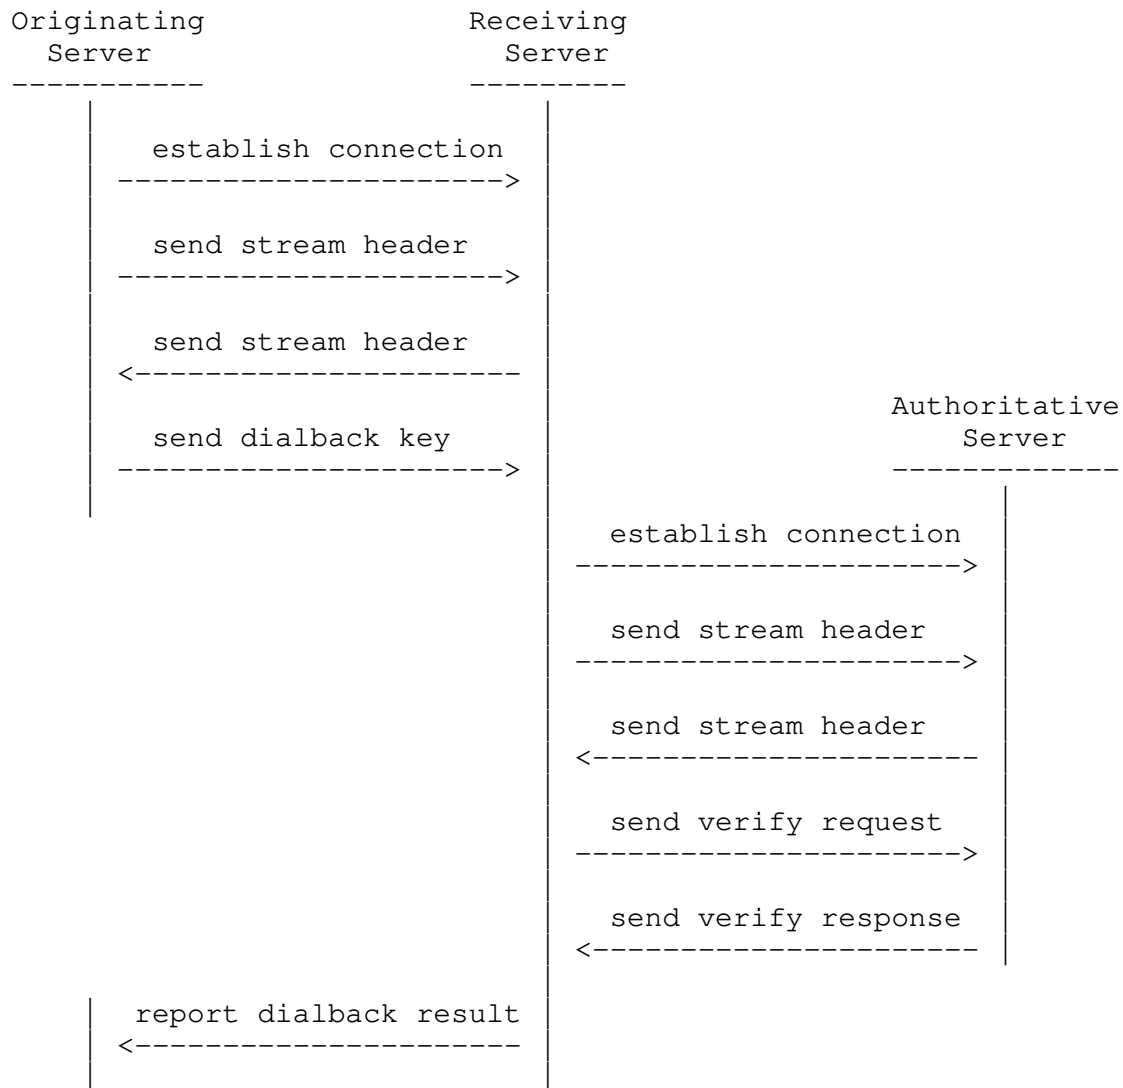 Originating Receiving
Server Server
----------- ---------
establish connection
---------------------->
send stream header
---------------------->
send stream header
<----------------------
Authoritative
send dialback key Server
----------------------> -------------
establish connection
---------------------->
send stream header
---------------------->
send stream header
<----------------------
send verify request
---------------------->
send verify response
<----------------------
report dialback result
<----------------------